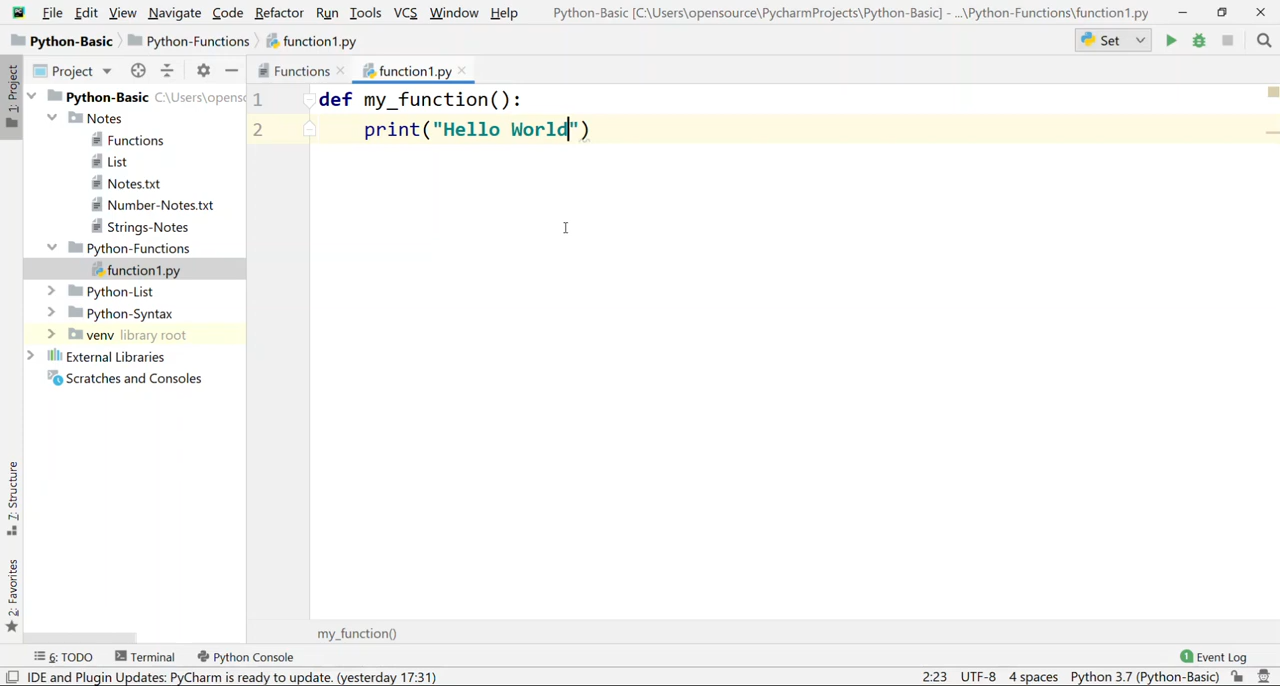 File Edit View Navigate Code Refactor Run Tools VCS Window Help Python-Basic [C:\Users\opensource\PycharmProjects\Python-Basic] - ...\Python-Functions\function1.py
Python-Basic Python-Functions function1.py Set
1: Project
Project Functions function1.py
Python-Basic C:\Users\openso
Notes
Functions
List
Notes.txt
Number-Notes.txt
Strings-Notes
Python-Functions
function1.py
Python-List
Python-Syntax
venv library root
External Libraries
Scratches and Consoles
1 def my_function():
2 print("Hello World")
7: Structure
2: Favorites
my_function()
6: TODO Terminal Python Console 1 Event Log
IDE and Plugin Updates: PyCharm is ready to update. (yesterday 17:31) 2:23 UTF-8 4 spaces Python 3.7 (Python-Basic)